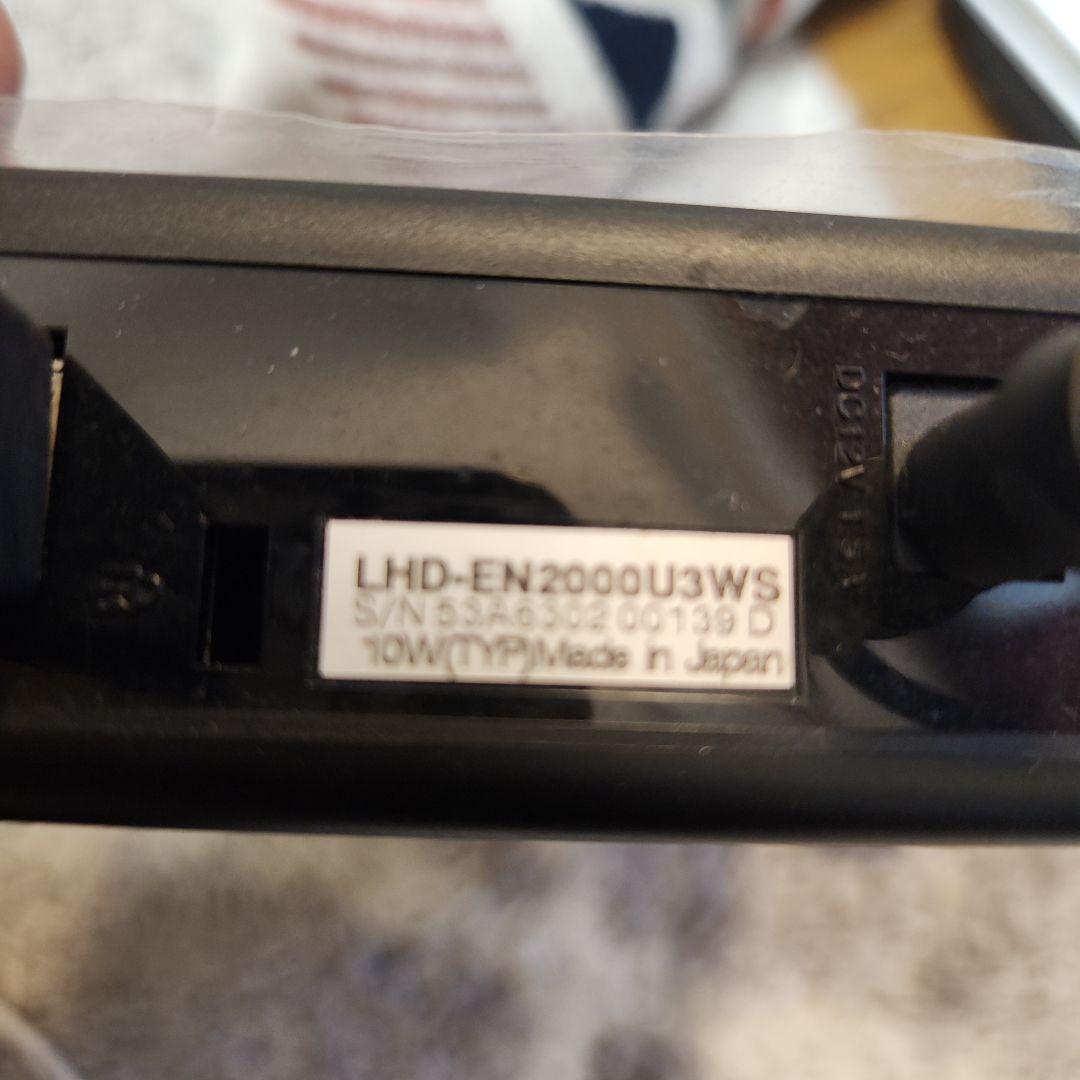 DC12V 1.5A
LHD-EN2000U3WS
S/N 53A6302 00139 D
10W(TYP)Made in Japan